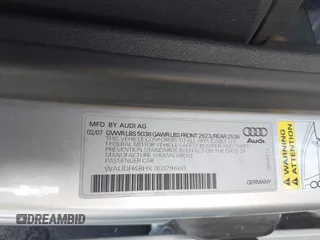 MFD. BY AUDI AG
02/07 GVWR LBS 5038 GAWR LBS FRONT 2623/REAR 2536
THIS VEHICLE CONFORMS TO ALL APPLICABLE U.S.
FEDERAL MOTOR VEHICLE SAFETY BUMPER AND THEFT
PREVENTION STANDARDS IN EFFECT ON THE DATE OF
MANUFACTURE SHOWN ABOVE
PASSENGER CAR
Audi
GERMANY
WARNING
DREAMBID